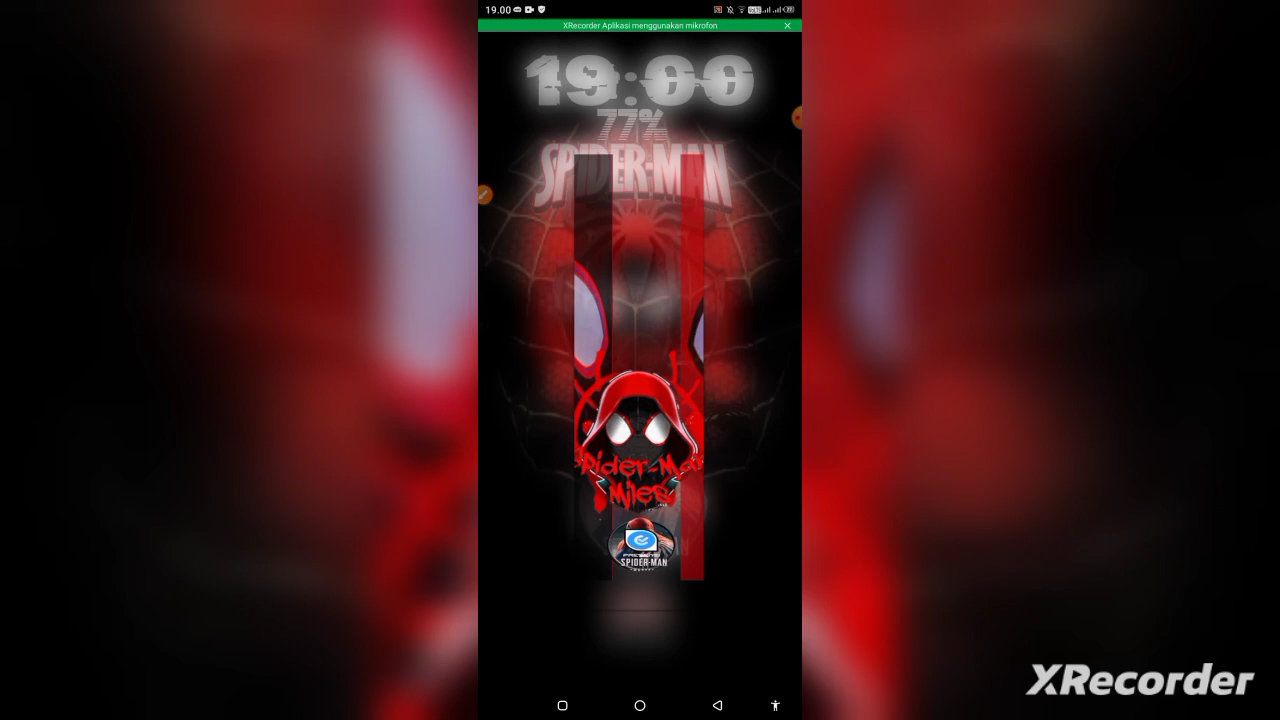 19.00
XRecorder Aplikasi menggunakan mikrofon
19:00
77%
SPIDER-MAN
Spider-Man
Miles
SPIDER-MAN
XRecorder